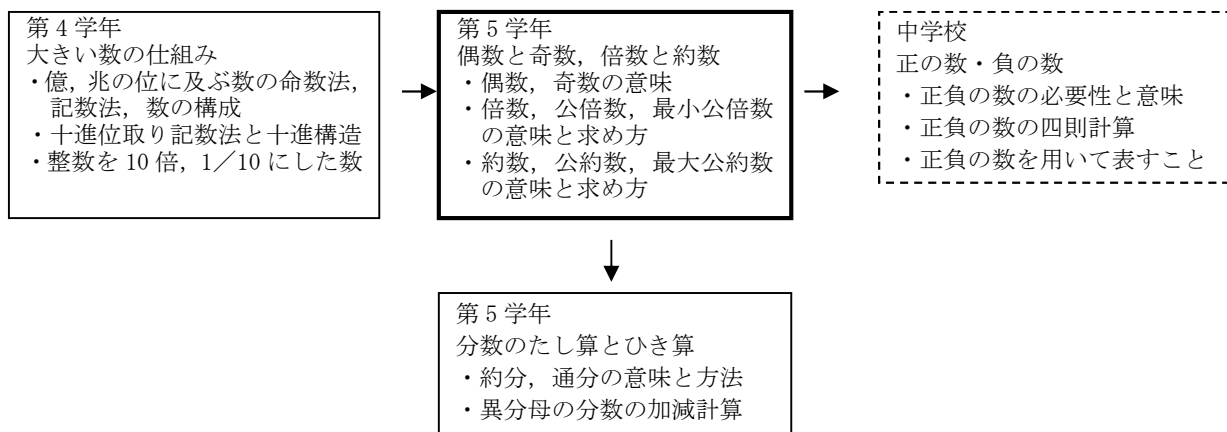 第4学年
大きい数の仕組み
・億，兆の位に及ぶ数の命数法，
記数法，数の構成
・十進位取り記数法と十進構造
・整数を10倍，1／10にした数
第5学年
偶数と奇数，倍数と約数
・偶数，奇数の意味
・倍数，公倍数，最小公倍数
の意味と求め方
・約数，公約数，最大公約数
の意味と求め方
中学校
正の数・負の数
・正負の数の必要性と意味
・正負の数の四則計算
・正負の数を用いて表すこと
第5学年
分数のたし算とひき算
・約分，通分の意味と方法
・異分母の分数の加減計算